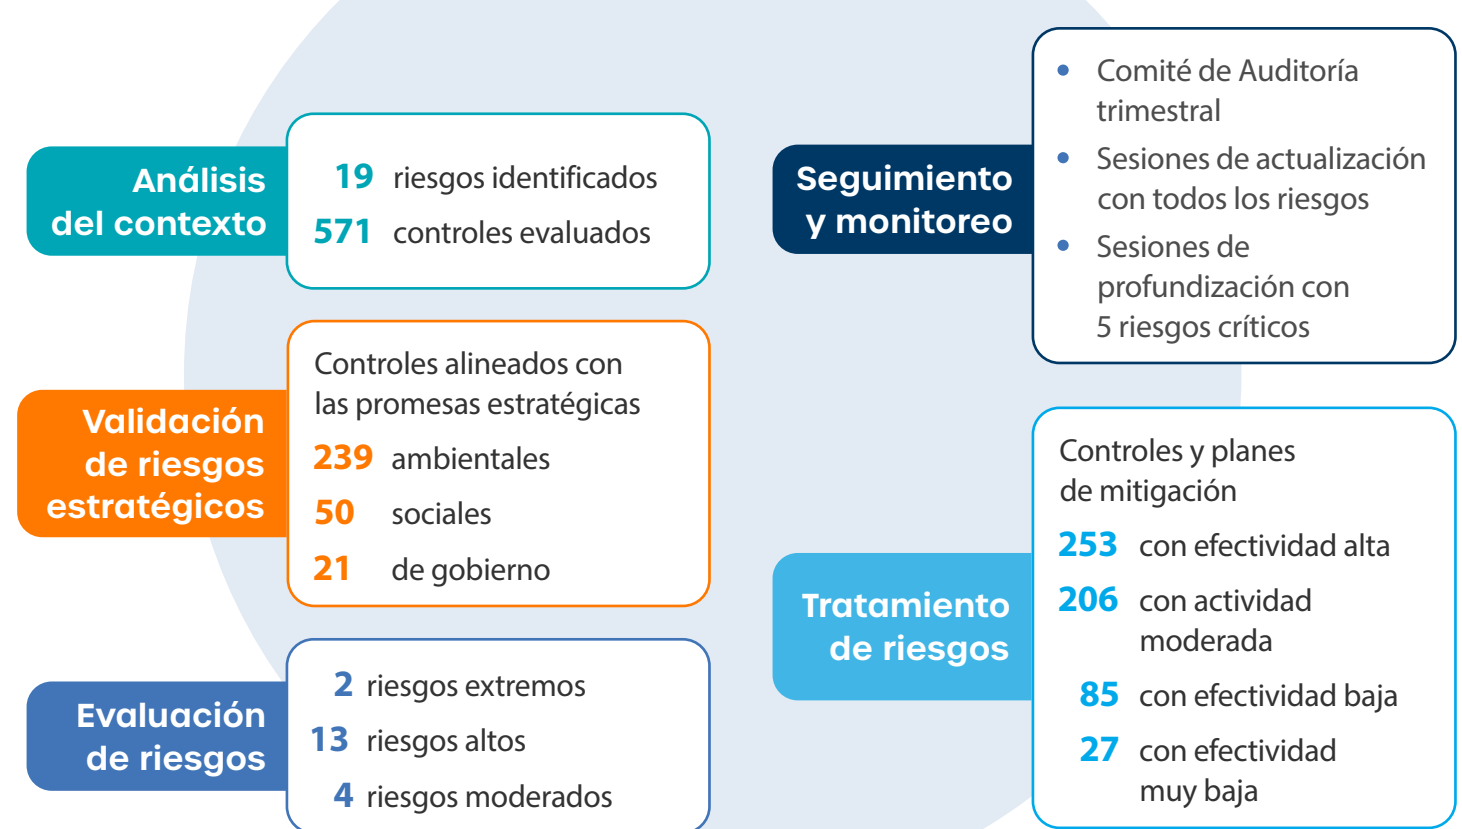 Análisis
del contexto
19 riesgos identificados
571 controles evaluados
Validación
de riesgos
estratégicos
Controles alineados con
las promesas estratégicas
239 ambientales
50 sociales
21 de gobierno
Evaluación
de riesgos
2 riesgos extremos
13 riesgos altos
4 riesgos moderados
Seguimiento
y monitoreo
• Comité de Auditoría
trimestral
• Sesiones de actualización
con todos los riesgos
• Sesiones de
profundización con
5 riesgos críticos
Tratamiento
de riesgos
Controles y planes
de mitigación
253 con efectividad alta
206 con actividad
moderada
85 con efectividad baja
27 con efectividad
muy baja